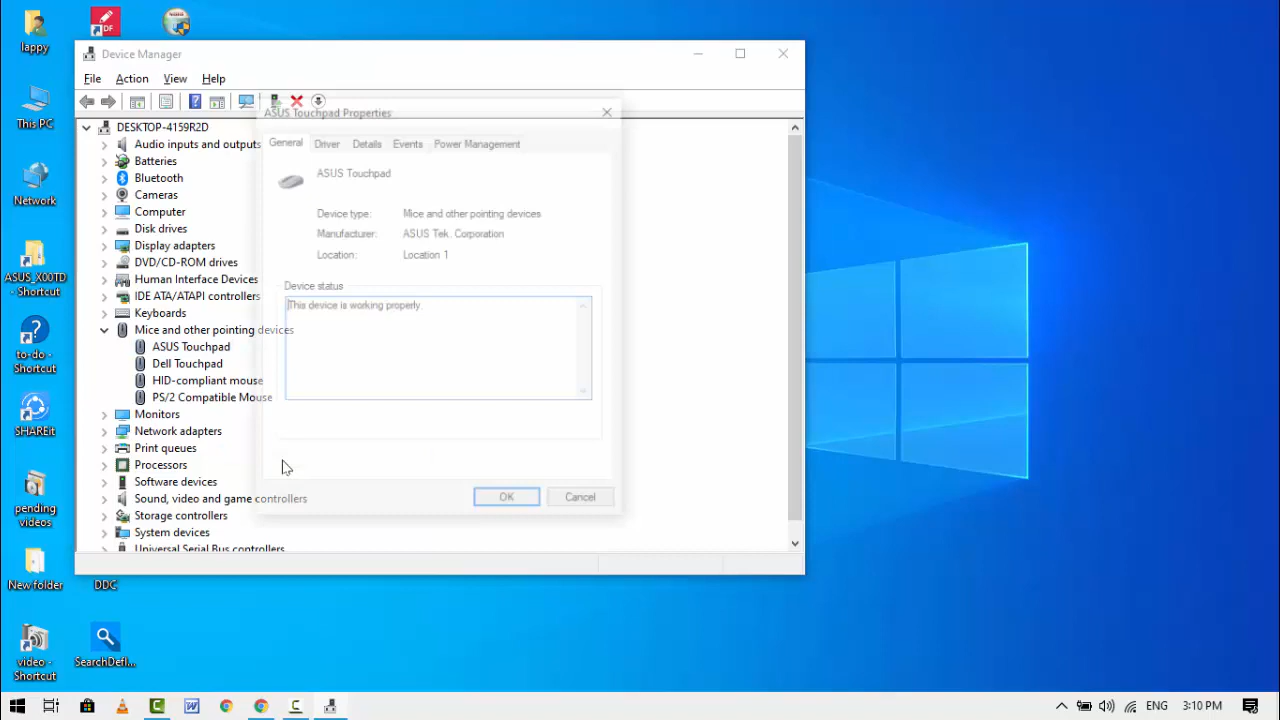 lappy
This PC
Network
ASUS_X00TD
- Shortcut
to-do -
Shortcut
SHAREit
pending
videos
New folder
DDC
video -
Shortcut
SearchDefl...
Device Manager
File Action View Help
DESKTOP-4159R2D
Audio inputs and outputs
Batteries
Bluetooth
Cameras
Computer
Disk drives
Display adapters
DVD/CD-ROM drives
Human Interface Devices
IDE ATA/ATAPI controllers
Keyboards
Mice and other pointing devices
ASUS Touchpad
Dell Touchpad
HID-compliant mouse
PS/2 Compatible Mouse
Monitors
Network adapters
Print queues
Processors
Software devices
Sound, video and game controllers
Storage controllers
System devices
Universal Serial Bus controllers
ASUS Touchpad Properties
General Driver Details Events Power Management
ASUS Touchpad
Device type: Mice and other pointing devices
Manufacturer: ASUS Tek. Corporation
Location: Location 1
Device status
This device is working properly.
OK Cancel
ENG 3:10 PM